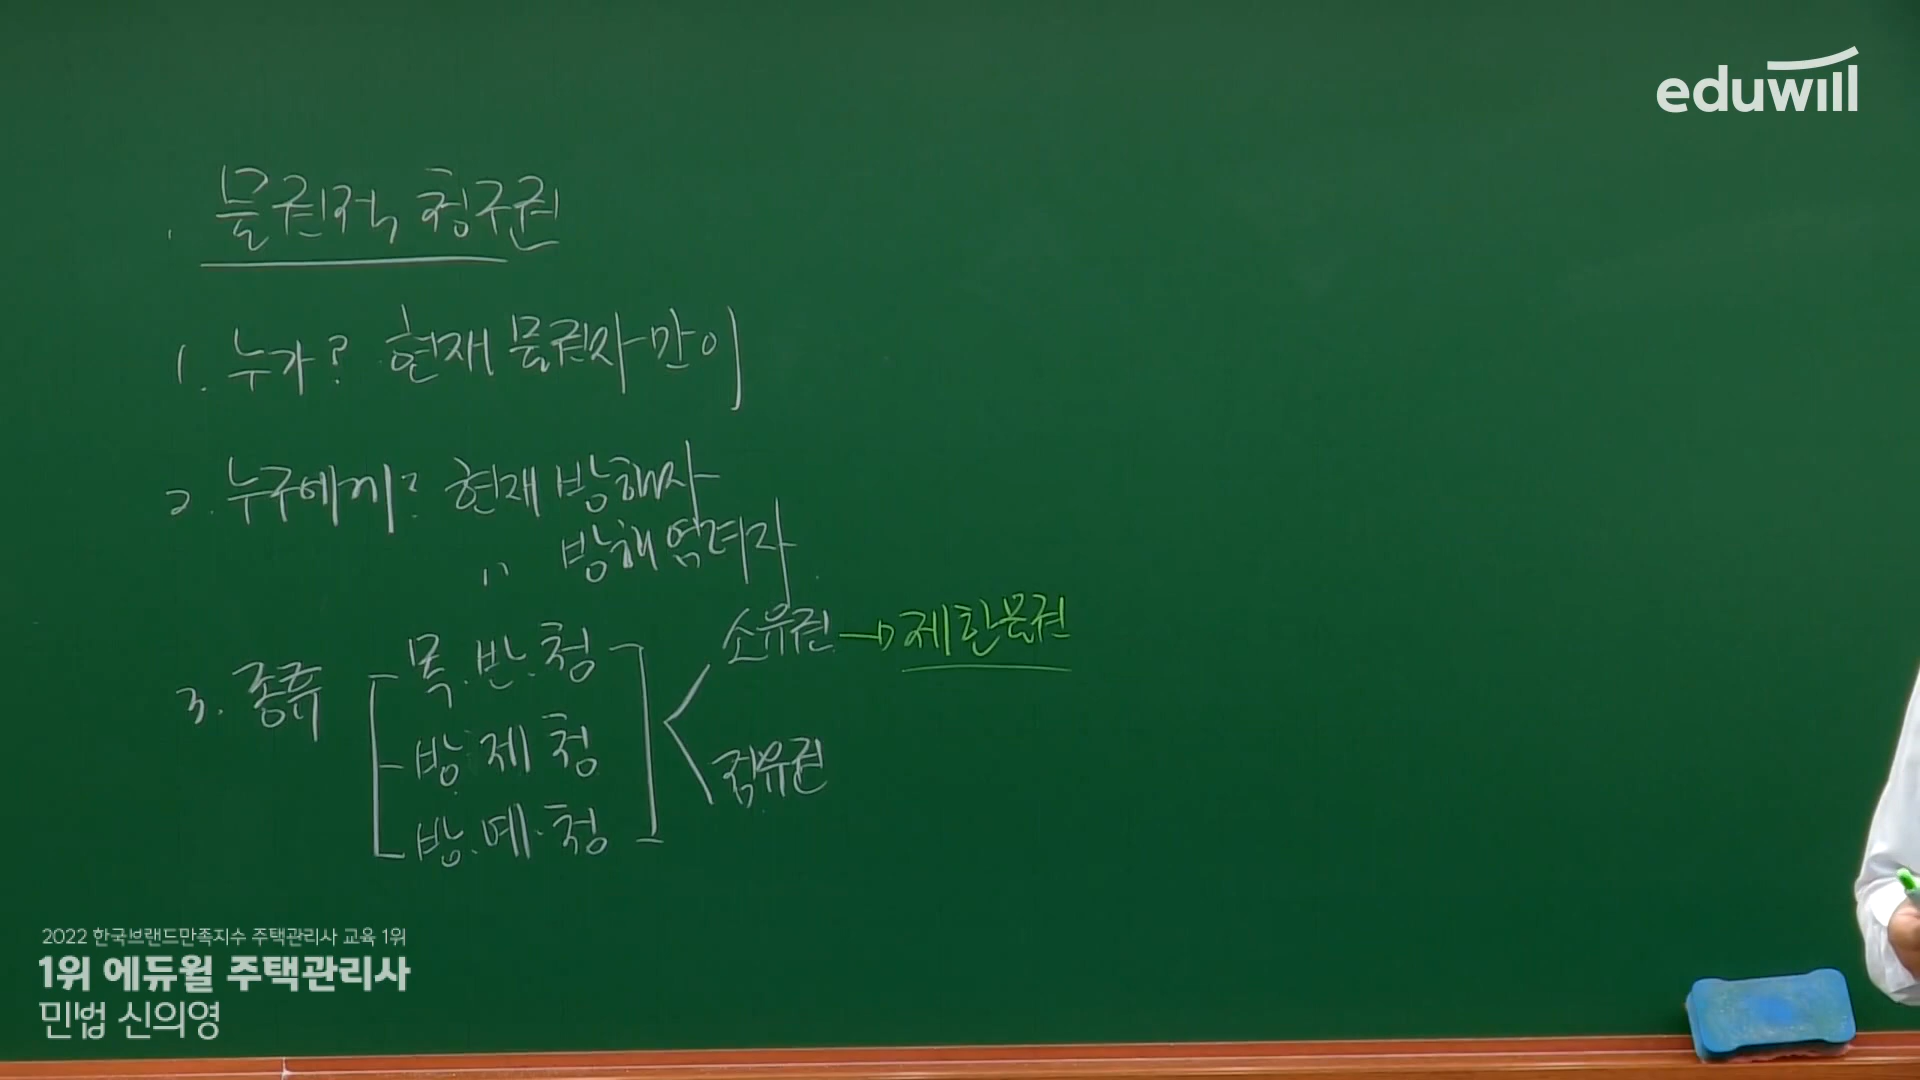 eduwill
물권적 청구권
1. 누가? 현재 물권자만이
2. 누구에게? 현재 방해자
〃 방해염려자
소유권 → 제한물권
3. 종류 목.반.청
방.제.청
점유권
방.예.청
2022 한국브랜드만족지수 주택관리사 교육 1위
1위 에듀윌 주택관리사
민법 신의영